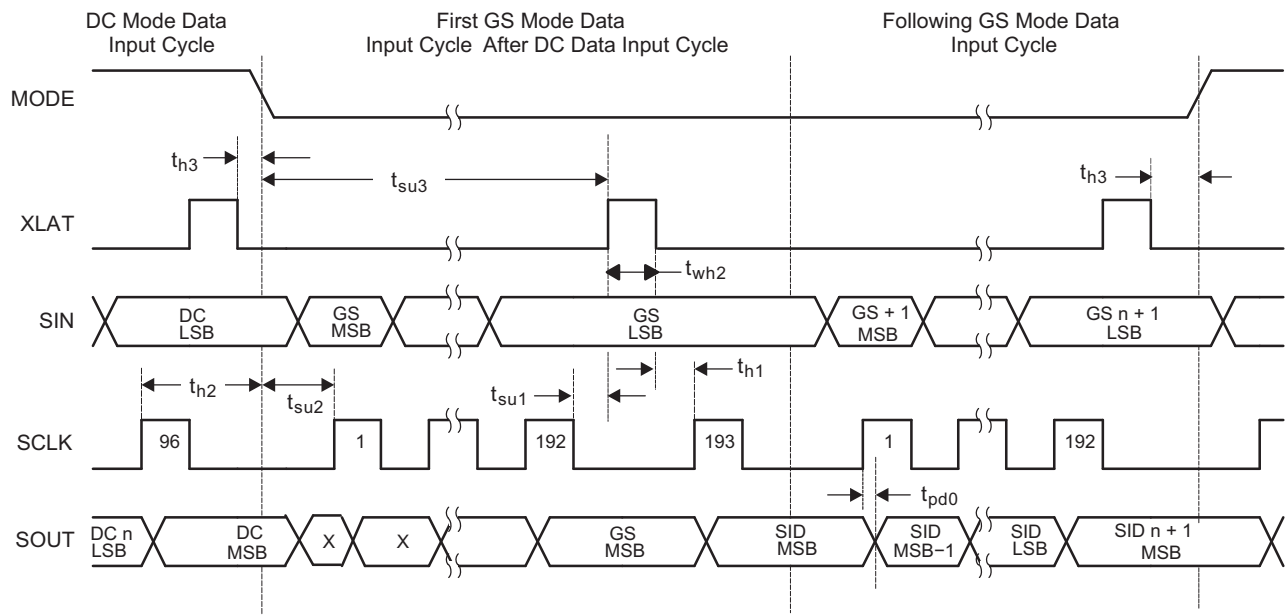 DC Mode Data
Input Cycle
First GS Mode Data
Input Cycle After DC Data Input Cycle
Following GS Mode Data
Input Cycle
MODE
th3
tsu3
th3
XLAT
twh2
SIN
DC
LSB
GS
MSB
GS
LSB
GS + 1
MSB
GS n + 1
LSB
th2
tsu2
tsu1
th1
SCLK
96
1
192
193
1
192
tpd0
SOUT
DC n
LSB
DC
MSB
X
X
GS
MSB
SID
MSB
SID
MSB−1
SID
LSB
SID n + 1
MSB